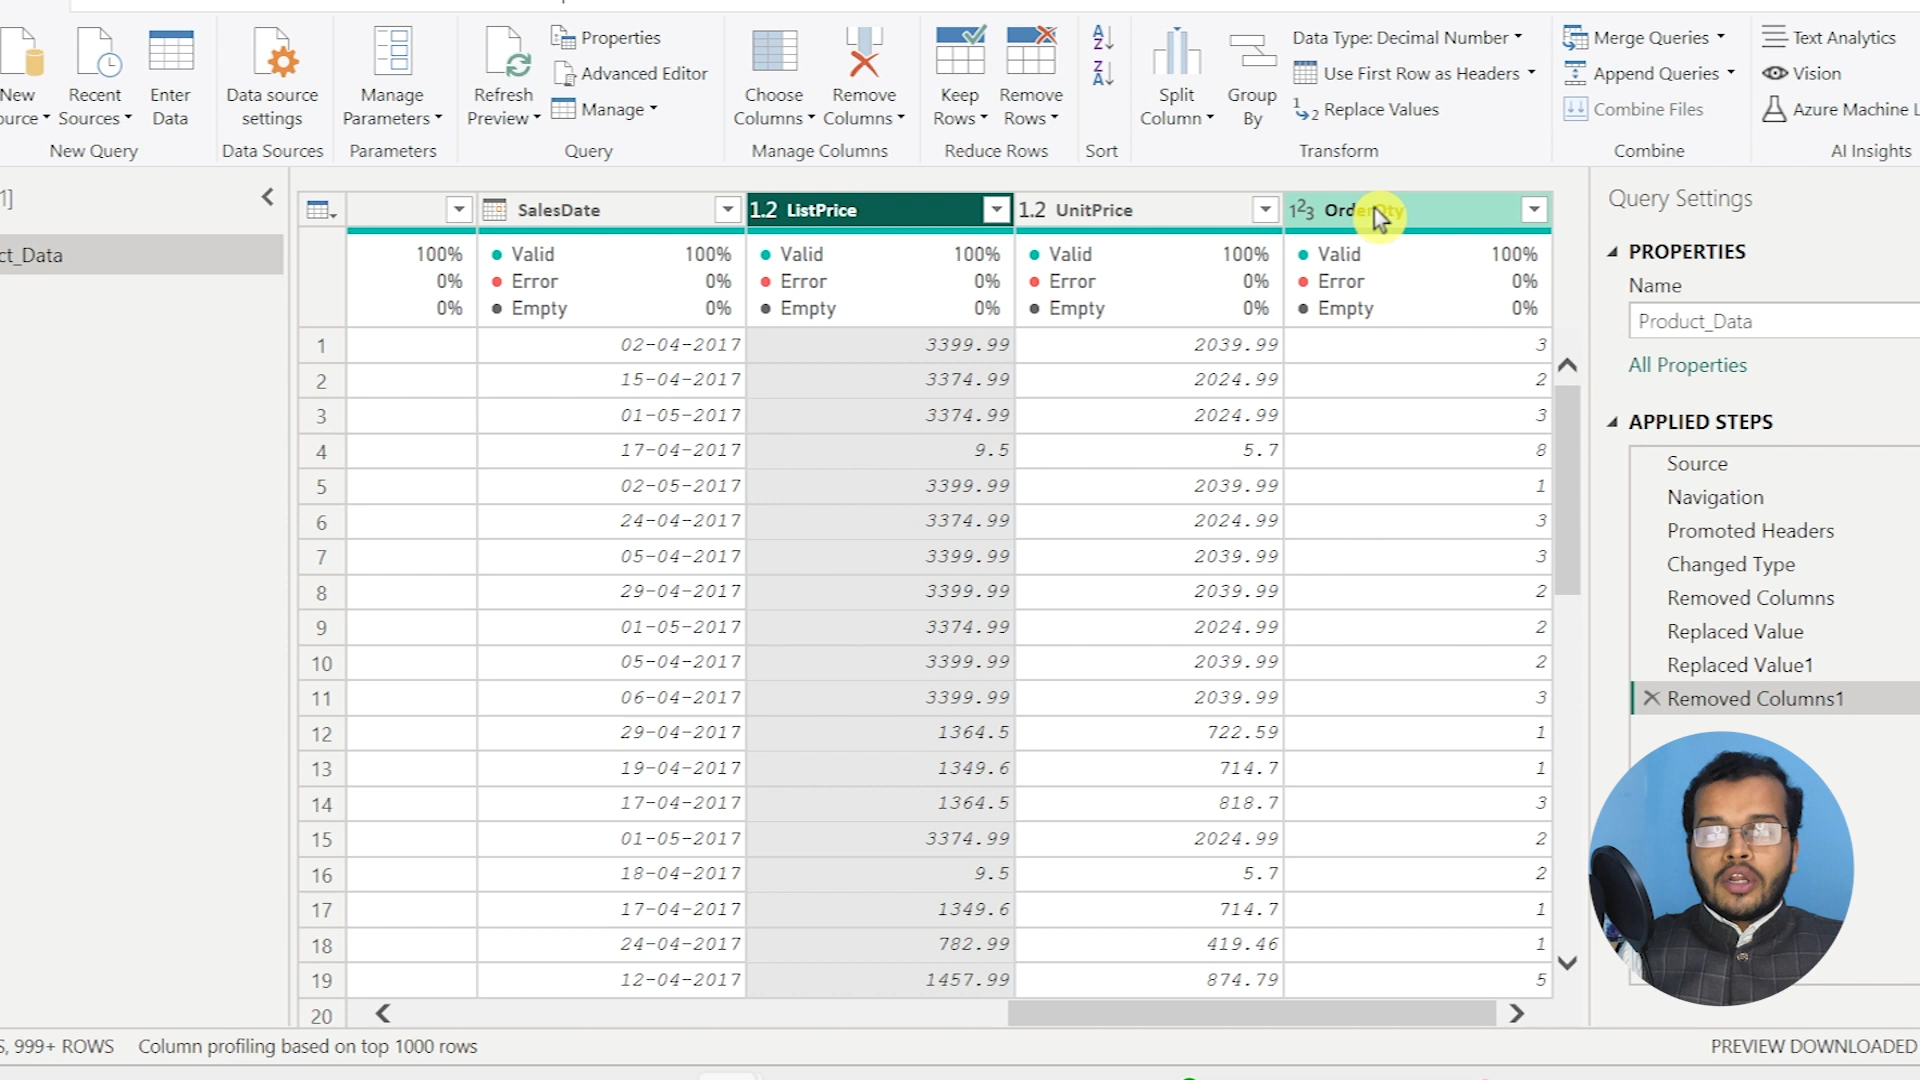 New
ource
Recent
Sources
Enter
Data
New Query
Data source
settings
Data Sources
Manage
Parameters
Parameters
Refresh
Preview
Properties
Advanced Editor
Manage
Query
Choose
Columns
Remove
Columns
Manage Columns
Keep
Rows
Remove
Rows
Reduce Rows
A
Z
Z
A
Sort
Split
Column
Group
By
Data Type: Decimal Number
Use First Row as Headers
1 2 Replace Values
Transform
Merge Queries
Append Queries
Combine Files
Combine
Text Analytics
Vision
Azure Machine L
AI Insights
1]
ct_Data
SalesDate 1.2 ListPrice 1.2 UnitPrice 123 OrderQty
100% Valid 100% Valid 100% Valid 100% Valid 100%
0% Error 0% Error 0% Error 0% Error 0%
0% Empty 0% Empty 0% Empty 0% Empty 0%
1 02-04-2017 3399.99 2039.99 3
2 15-04-2017 3374.99 2024.99 2
3 01-05-2017 3374.99 2024.99 3
4 17-04-2017 9.5 5.7 8
5 02-05-2017 3399.99 2039.99 1
6 24-04-2017 3374.99 2024.99 3
7 05-04-2017 3399.99 2039.99 3
8 29-04-2017 3399.99 2039.99 2
9 01-05-2017 3374.99 2024.99 2
10 05-04-2017 3399.99 2039.99 2
11 06-04-2017 3399.99 2039.99 3
12 29-04-2017 1364.5 722.59 1
13 19-04-2017 1349.6 714.7 1
14 17-04-2017 1364.5 818.7 3
15 01-05-2017 3374.99 2024.99 2
16 18-04-2017 9.5 5.7 2
17 17-04-2017 1349.6 714.7 1
18 24-04-2017 782.99 419.46 1
19 12-04-2017 1457.99 874.79 5
20
Query Settings
PROPERTIES
Name
Product_Data
All Properties
APPLIED STEPS
Source
Navigation
Promoted Headers
Changed Type
Removed Columns
Replaced Value
Replaced Value1
Removed Columns1
S, 999+ ROWS Column profiling based on top 1000 rows
PREVIEW DOWNLOADED